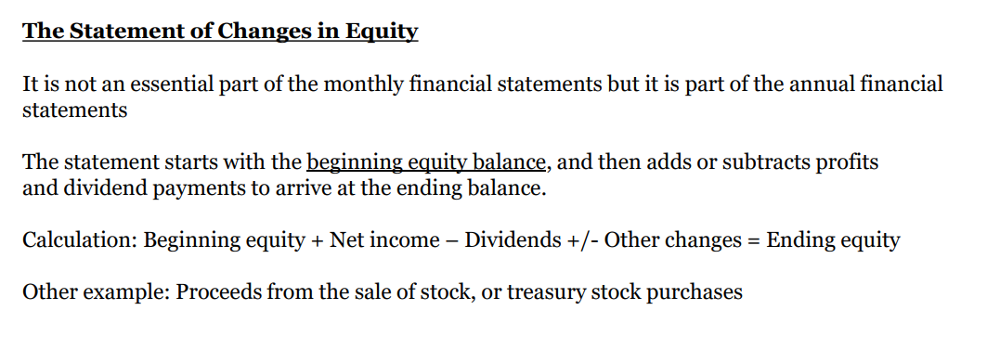 The Statement of Changes in Equity
It is not an essential part of the monthly financial statements but it is part of the annual financial
statements
The statement starts with the beginning equity balance, and then adds or subtracts profits
and dividend payments to arrive at the ending balance.
Calculation: Beginning equity + Net income – Dividends +/- Other changes = Ending equity
Other example: Proceeds from the sale of stock, or treasury stock purchases